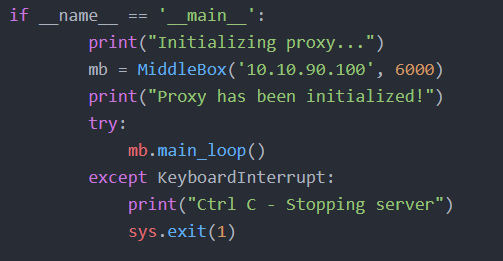 if __name__ == '__main__':
        print("Initializing proxy...")
        mb = MiddleBox('10.10.90.100', 6000)
        print("Proxy has been initialized!")
        try:
            mb.main_loop()
        except KeyboardInterrupt:
            print("Ctrl C - Stopping server")
            sys.exit(1)